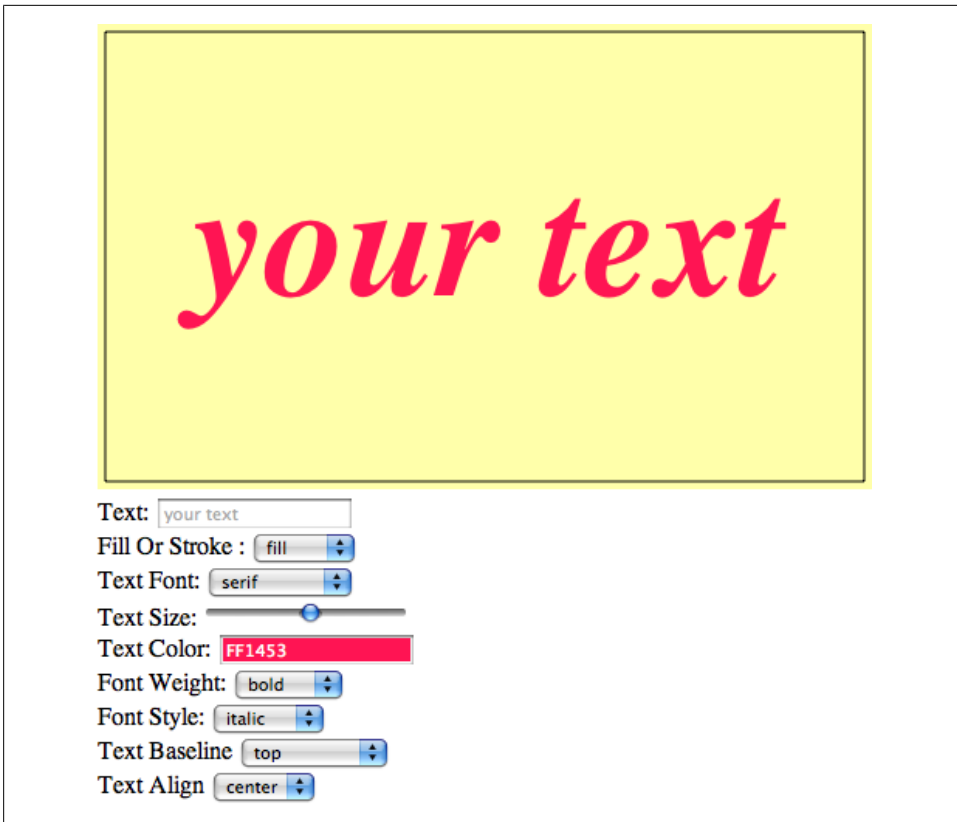 your text
Text: your text
Fill Or Stroke : fill
Text Font: serif
Text Size:
Text Color: FF1453
Font Weight: bold
Font Style: italic
Text Baseline top
Text Align center